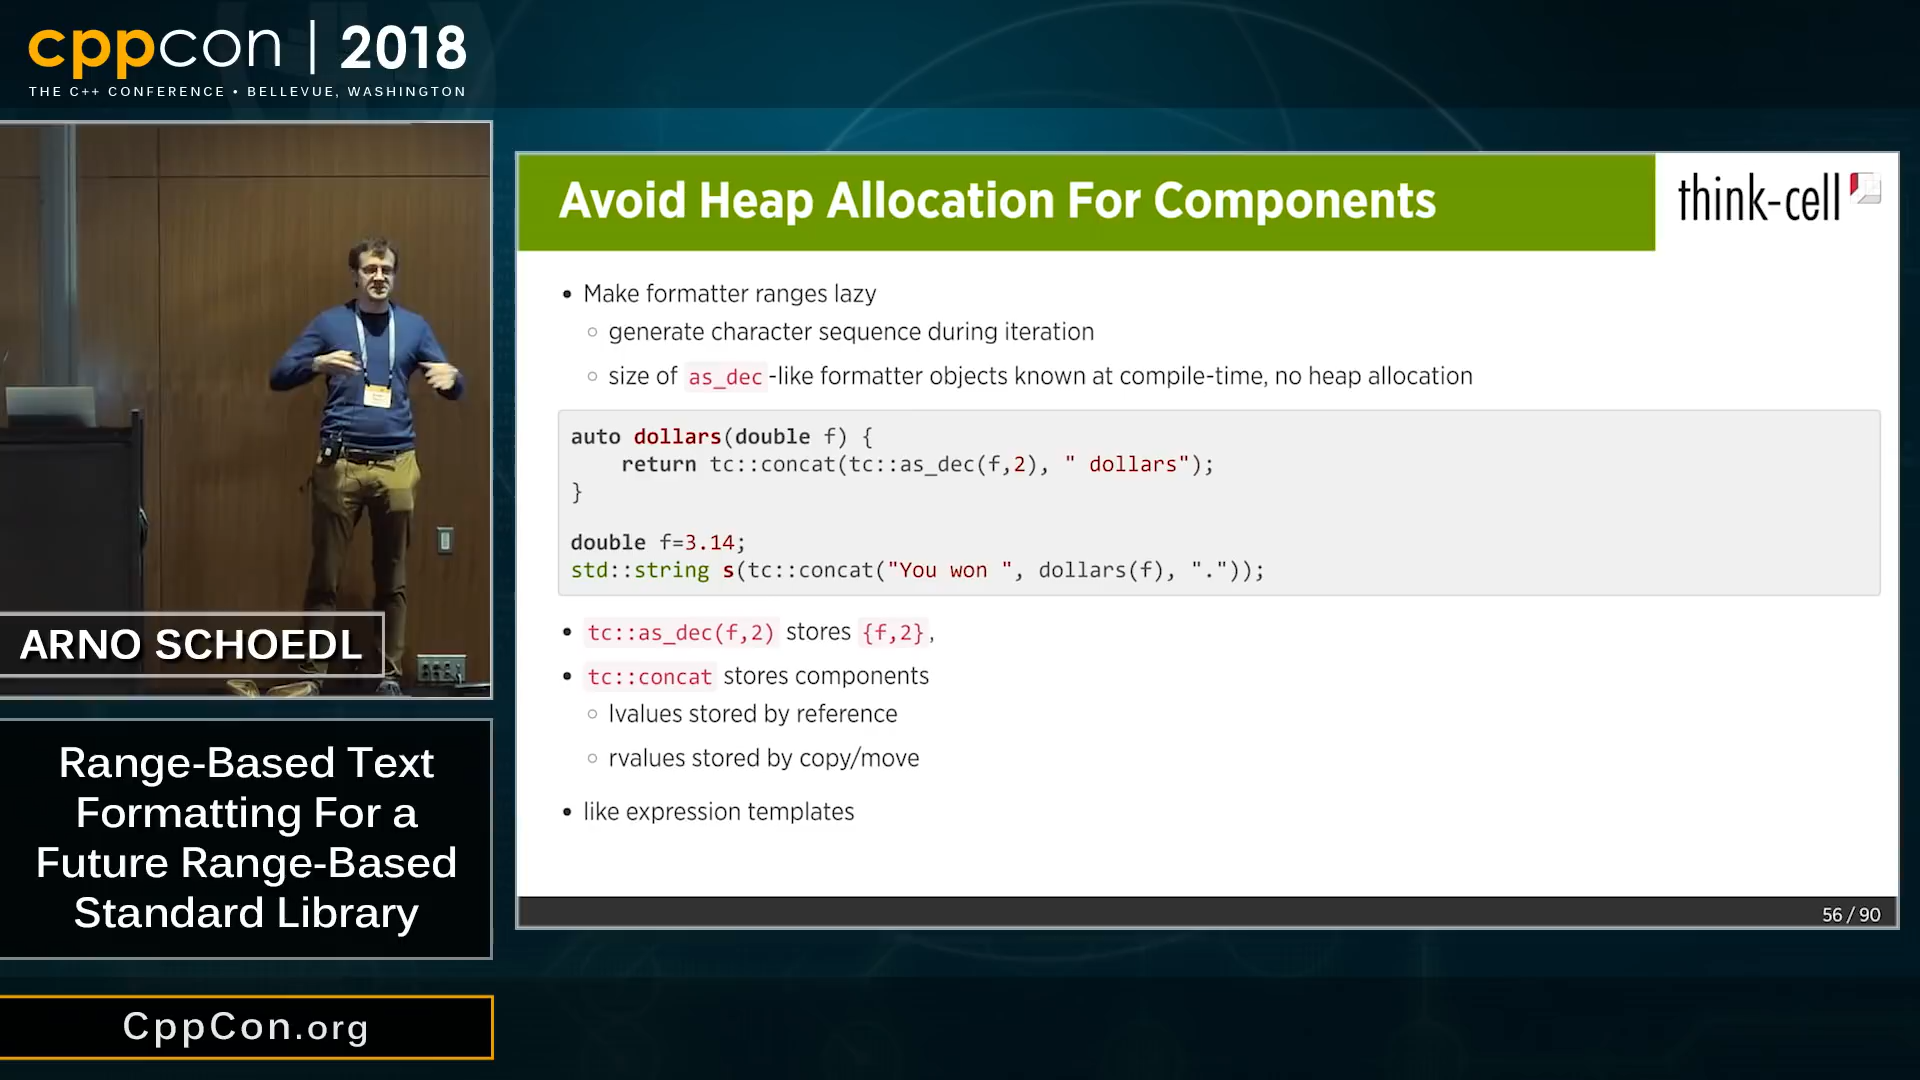 cppcon | 2018
THE C++ CONFERENCE • BELLEVUE, WASHINGTON
ARNO SCHOEDL
Range-Based Text
Formatting For a
Future Range-Based
Standard Library
CppCon.org
Avoid Heap Allocation For Components
think-cell
• Make formatter ranges lazy
○ generate character sequence during iteration
○ size of as_dec-like formatter objects known at compile-time, no heap allocation
auto dollars(double f) {
    return tc::concat(tc::as_dec(f,2), " dollars");
}
double f=3.14;
std::string s(tc::concat("You won ", dollars(f), "."));
• tc::as_dec(f,2) stores {f,2},
• tc::concat stores components
○ lvalues stored by reference
○ rvalues stored by copy/move
• like expression templates
56 / 90